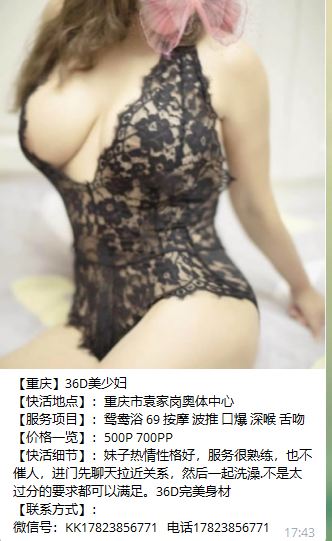 【重庆】36D美少妇
【快活地点】：重庆市袁家岗奥体中心
【服务项目】：鸳鸯浴 69 按摩 波推 口爆 深喉 舌吻
【价格一览】：500P 700PP
【快活细节】：妹子热情性格好，服务很熟练，也不
催人，进门先聊天拉近关系，然后一起洗澡.不是太
过分的要求都可以满足。36D完美身材
【联系方式】:
微信号：KK17823856771 电话17823856771
17:43